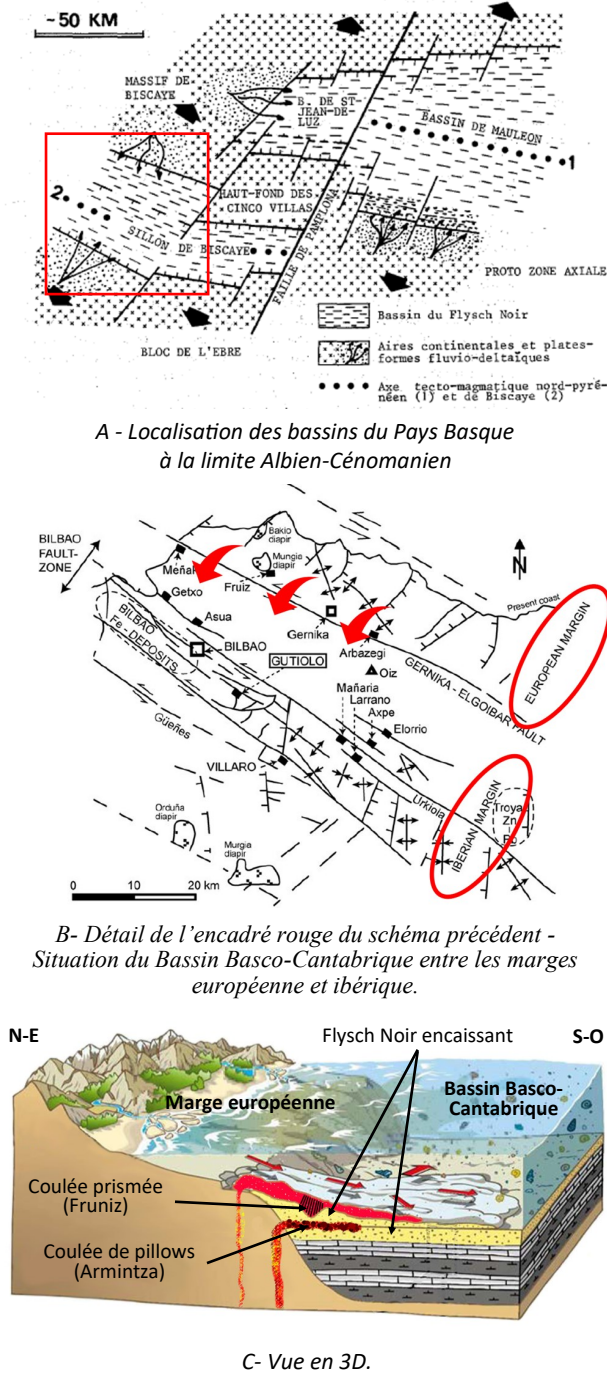 ~50 KM
MASSIF DE
BISCAYE
B. DE ST-
JEAN-DE-
LUZ
BASSIN DE MAULEON
1
2
HAUT-FOND DES
CINCO VILLAS
SILLON DE BISCAYE
FAILLE DE PAMPLONA
PROTO ZONE AXIALE
BLOC DE L'EBRE
Bassin du Flysch Noir
Aires continentales et plates-
formes fluvio-deltaïques
Axe tecto-magmatique nord-pyré-
néen (1) et de Biscaye (2)
A - Localisation des bassins du Pays Basque
à la limite Albien-Cénomanien
BILBAO
FAULT-
ZONE
Bakio
diapir
Mungia
diapir
N
Meñak
Fruiz
Getxo
Asua
Present coast
BILBAO
Fe - DEPOSITS
BILBAO
Gernika
Arbazegi
EUROPEAN MARGIN
GUTIOLO
Oiz
GERNIKA - ELGOIBAR FAULT
Mañaria
Larrano
Axpe
Elorrio
Güeñes
VILLARO
Urkiola
IBERIAN MARGIN
Troya
Zn
Orduña
diapir
Murgia
diapir
0 10 20 km
B- Détail de l’encadré rouge du schéma précédent -
Situation du Bassin Basco-Cantabrique entre les marges
européenne et ibérique.
N-E
Flysch Noir encaissant
S-O
Marge européenne
Bassin Basco-
Cantabrique
Coulée prismée
(Fruniz)
Coulée de pillows
(Armintza)
C- Vue en 3D.